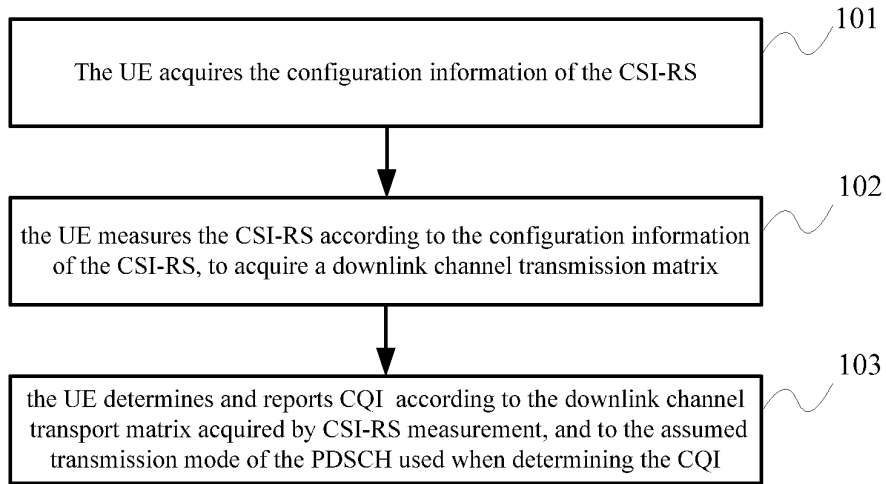 101
The UE acquires the configuration information of the CSI-RS
102
the UE measures the CSI-RS according to the configuration information
of the CSI-RS, to acquire a downlink channel transmission matrix
103
the UE determines and reports CQI according to the downlink channel
transport matrix acquired by CSI-RS measurement, and to the assumed
transmission mode of the PDSCH used when determining the CQI